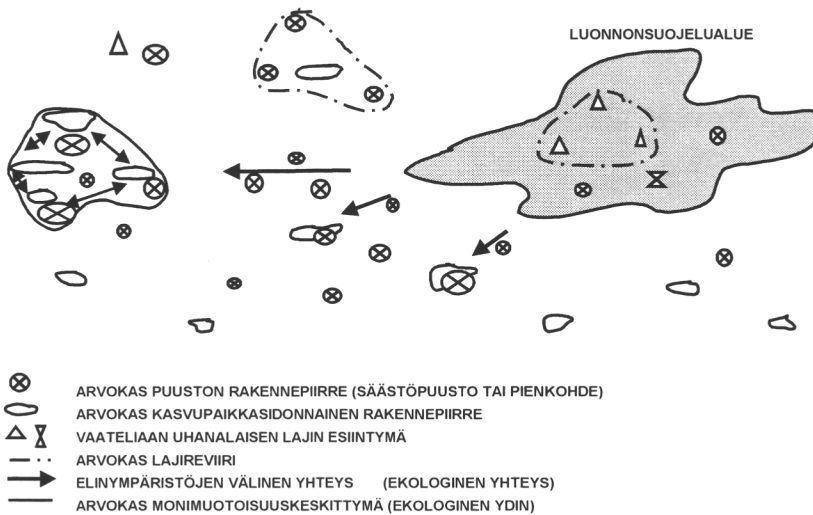 LUONNONSUOJELUALUE
ARVOKAS PUUSTON RAKENNEPIIRRE (SÄÄSTÖPUUSTO TAI PIENKOHDE)
ARVOKAS KASVUPAIKKASIDONNAINEN RAKENNEPIIRRE
VAATELIAAN UHANALAISEN LAJIN ESIINTYMÄ
ARVOKAS LAJIREVIIRI
ELINYMPÄRISTÖJEN VÄLINEN YHTEYS (EKOLOGINEN YHTEYS)
ARVOKAS MONIMUOTOISUUSKESKITTYMÄ (EKOLOGINEN YDIN)